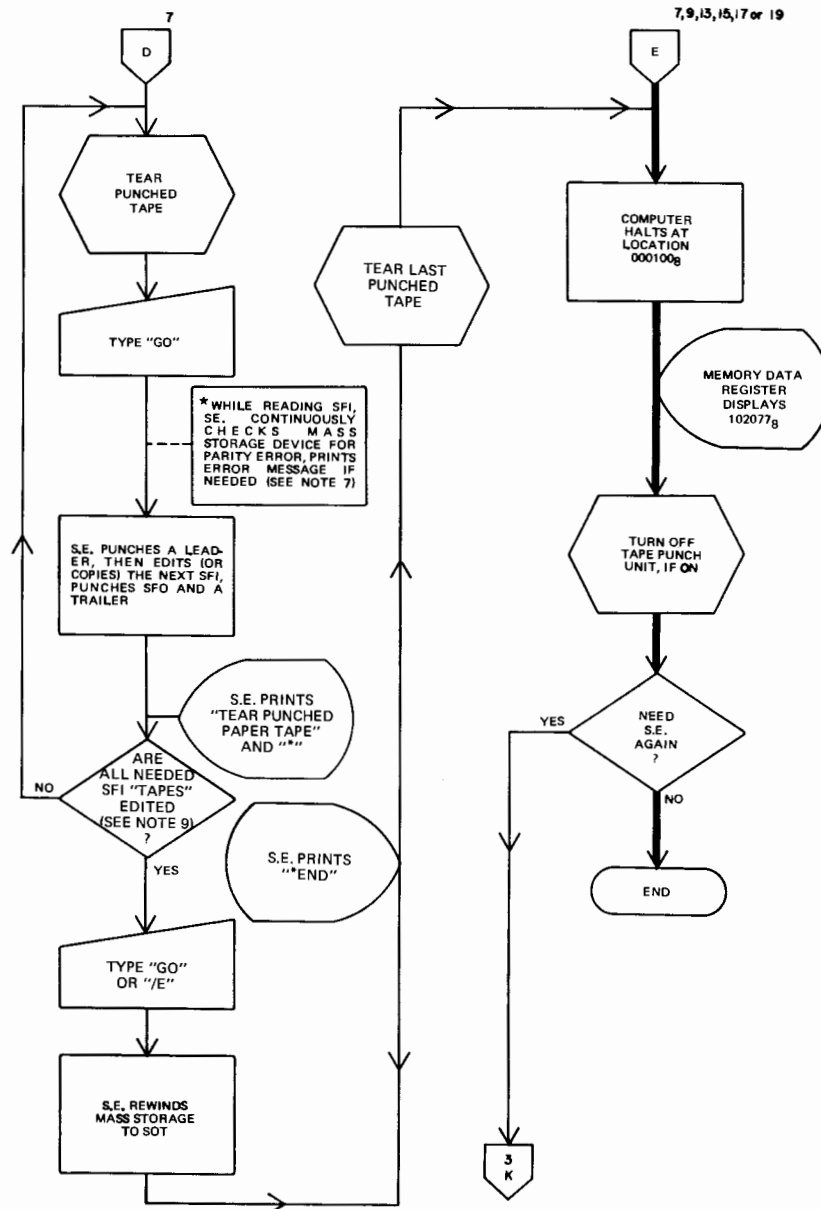 7
D
TEAR
PUNCHED
TAPE
TYPE "GO"
*WHILE READING SFI,
SE. CONTINUOUSLY
CHECKS MASS
STORAGE DEVICE FOR
PARITY ERROR, PRINTS
ERROR MESSAGE IF
NEEDED (SEE NOTE 7)
S.E. PUNCHES A LEAD-
ER, THEN EDITS (OR
COPIES) THE NEXT SFI,
PUNCHES SFO AND A
TRAILER
S.E. PRINTS
"TEAR PUNCHED
PAPER TAPE"
AND "*"
ARE
ALL NEEDED
SFI "TAPES"
EDITED
(SEE NOTE 9)
?
NO
YES
TYPE "GO"
OR "/E"
S.E. REWINDS
MASS STORAGE
TO SOT
S.E. PRINTS
"*END"
TEAR LAST
PUNCHED
TAPE
7,9,13,15,17 or 19
E
COMPUTER
HALTS AT
LOCATION
000100₈
MEMORY DATA
REGISTER
DISPLAYS
102077₈
TURN OFF
TAPE PUNCH
UNIT, IF ON
NEED
S.E.
AGAIN
?
YES
NO
END
3
K